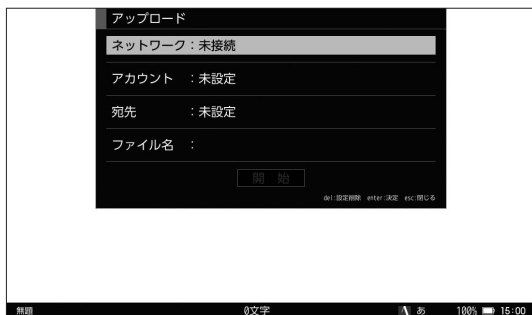 アップロード
ネットワーク：未接続
アカウント ：未設定
宛先 ：未設定
ファイル名 ：
開 始
del:設定削除 enter:決定 esc:閉じる
無題 0文字 あ 100% 15:00